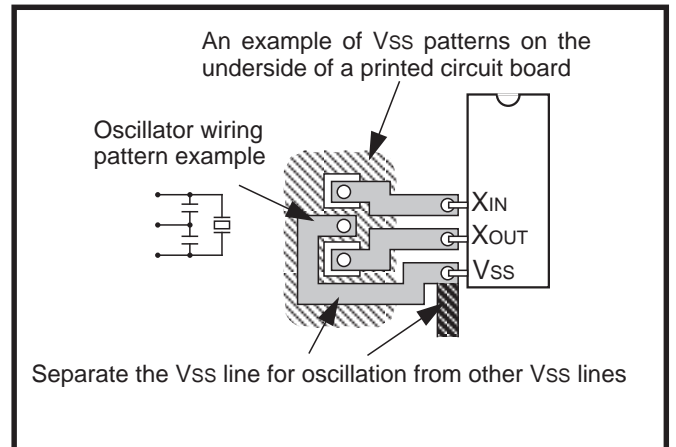 An example of VSS patterns on the
underside of a printed circuit board
Oscillator wiring
pattern example
XIN
XOUT
VSS
Separate the VSS line for oscillation from other VSS lines